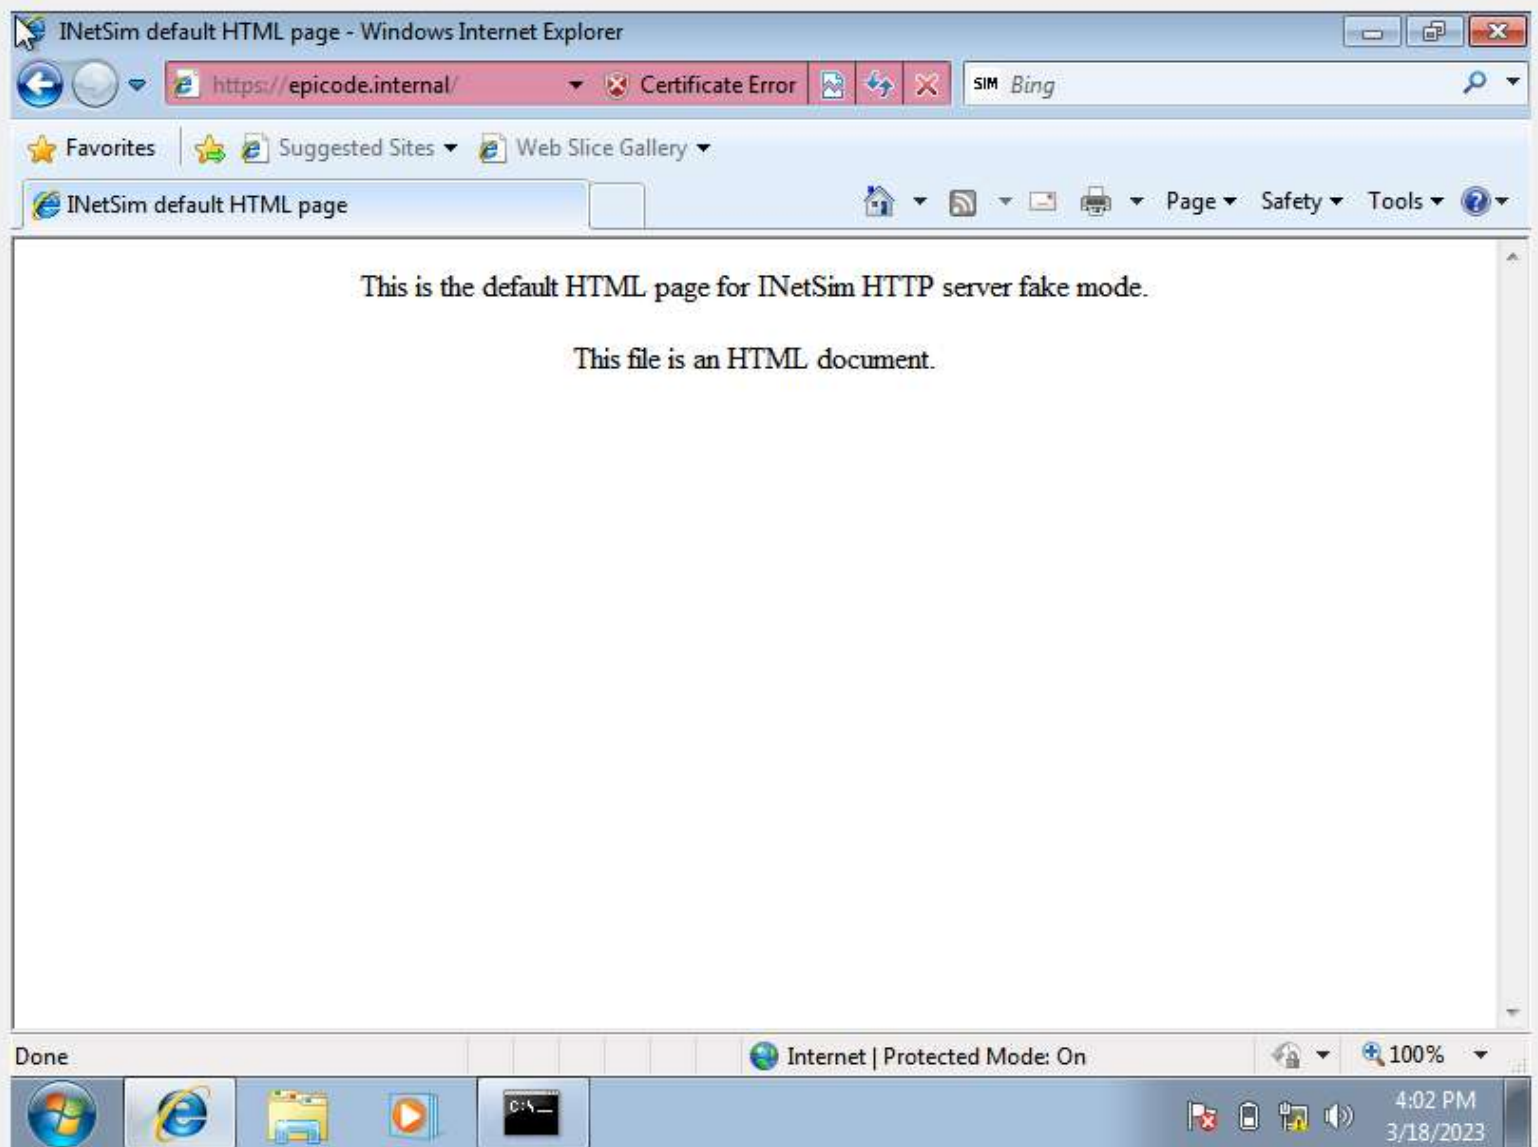 INetSim default HTML page - Windows Internet Explorer
https://epicode.internal/ Certificate Error SIM Bing
Favorites Suggested Sites Web Slice Gallery
INetSim default HTML page Page Safety Tools
This is the default HTML page for INetSim HTTP server fake mode.
This file is an HTML document.
Done Internet | Protected Mode: On 100%
C:\_
4:02 PM
3/18/2023